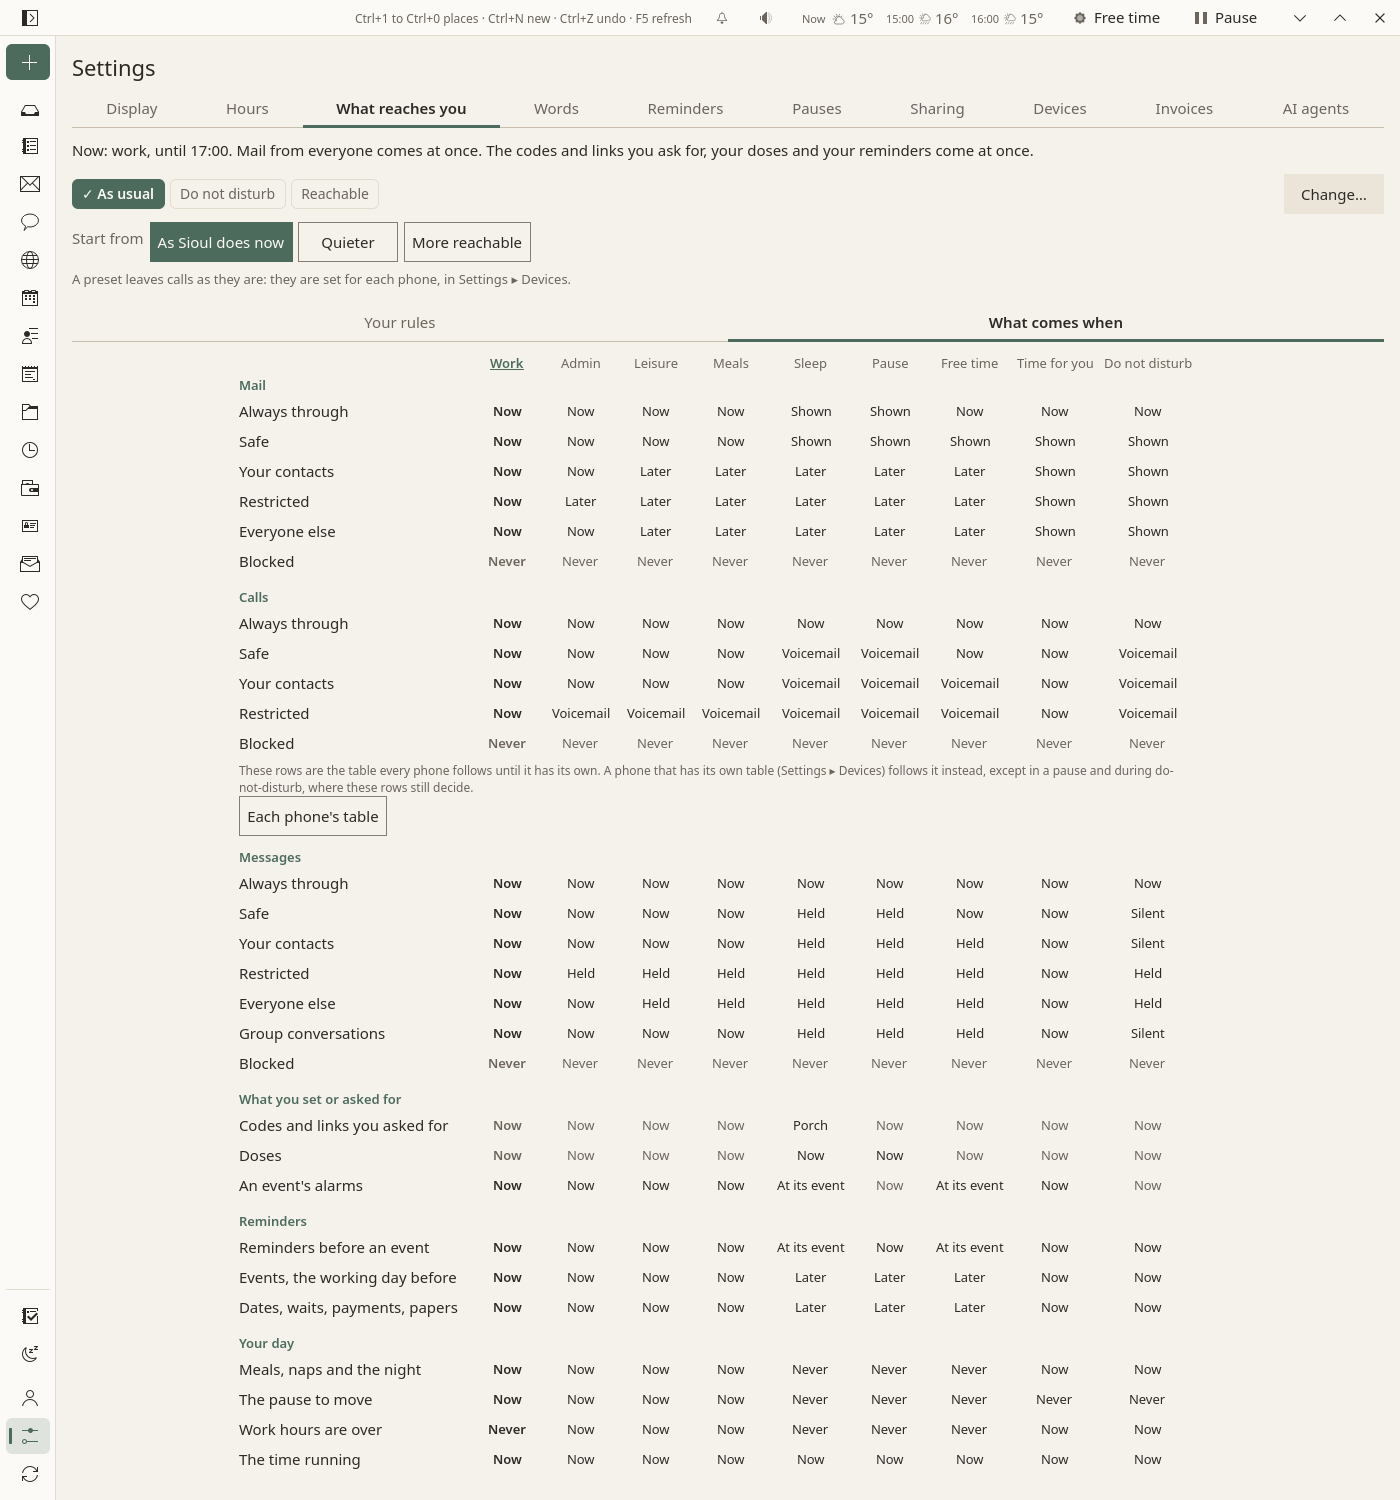 Ctrl+1 to Ctrl+0 places · Ctrl+N new · Ctrl+Z undo · F5 refresh Now 15° 15:00 16° 16:00 15° Free time Pause
Settings
Display Hours What reaches you Words Reminders Pauses Sharing Devices Invoices AI agents
Now: work, until 17:00. Mail from everyone comes at once. The codes and links you ask for, your doses and your reminders come at once.
✓ As usual Do not disturb Reachable Change...
Start from As Sioul does now Quieter More reachable
A preset leaves calls as they are: they are set for each phone, in Settings ▸ Devices.
Your rules What comes when
Work Admin Leisure Meals Sleep Pause Free time Time for you Do not disturb
Mail
Always through Now Now Now Now Shown Shown Now Now Now
Safe Now Now Now Now Shown Shown Shown Shown Shown
Your contacts Now Now Later Later Later Later Later Shown Shown
Restricted Now Later Later Later Later Later Later Shown Shown
Everyone else Now Now Later Later Later Later Later Shown Shown
Blocked Never Never Never Never Never Never Never Never Never
Calls
Always through Now Now Now Now Now Now Now Now Now
Safe Now Now Now Now Voicemail Voicemail Now Now Voicemail
Your contacts Now Now Now Now Voicemail Voicemail Voicemail Now Voicemail
Restricted Now Voicemail Voicemail Voicemail Voicemail Voicemail Voicemail Now Voicemail
Blocked Never Never Never Never Never Never Never Never Never
These rows are the table every phone follows until it has its own. A phone that has its own table (Settings ▸ Devices) follows it instead, except in a pause and during do-
not-disturb, where these rows still decide.
Each phone's table
Messages
Always through Now Now Now Now Now Now Now Now Now
Safe Now Now Now Now Held Held Now Now Silent
Your contacts Now Now Now Now Held Held Held Now Silent
Restricted Now Held Held Held Held Held Held Now Held
Everyone else Now Now Held Held Held Held Held Now Held
Group conversations Now Now Now Now Held Held Held Now Silent
Blocked Never Never Never Never Never Never Never Never Never
What you set or asked for
Codes and links you asked for Now Now Now Now Porch Now Now Now Now
Doses Now Now Now Now Now Now Now Now Now
An event's alarms Now Now Now Now At its event Now At its event Now Now
Reminders
Reminders before an event Now Now Now Now At its event Now At its event Now Now
Events, the working day before Now Now Now Now Later Later Later Now Now
Dates, waits, payments, papers Now Now Now Now Later Later Later Now Now
Your day
Meals, naps and the night Now Now Now Now Never Never Never Now Now
The pause to move Now Now Now Now Never Never Never Never Never
Work hours are over Never Now Now Now Never Never Never Now Now
The time running Now Now Now Now Now Now Now Now Now